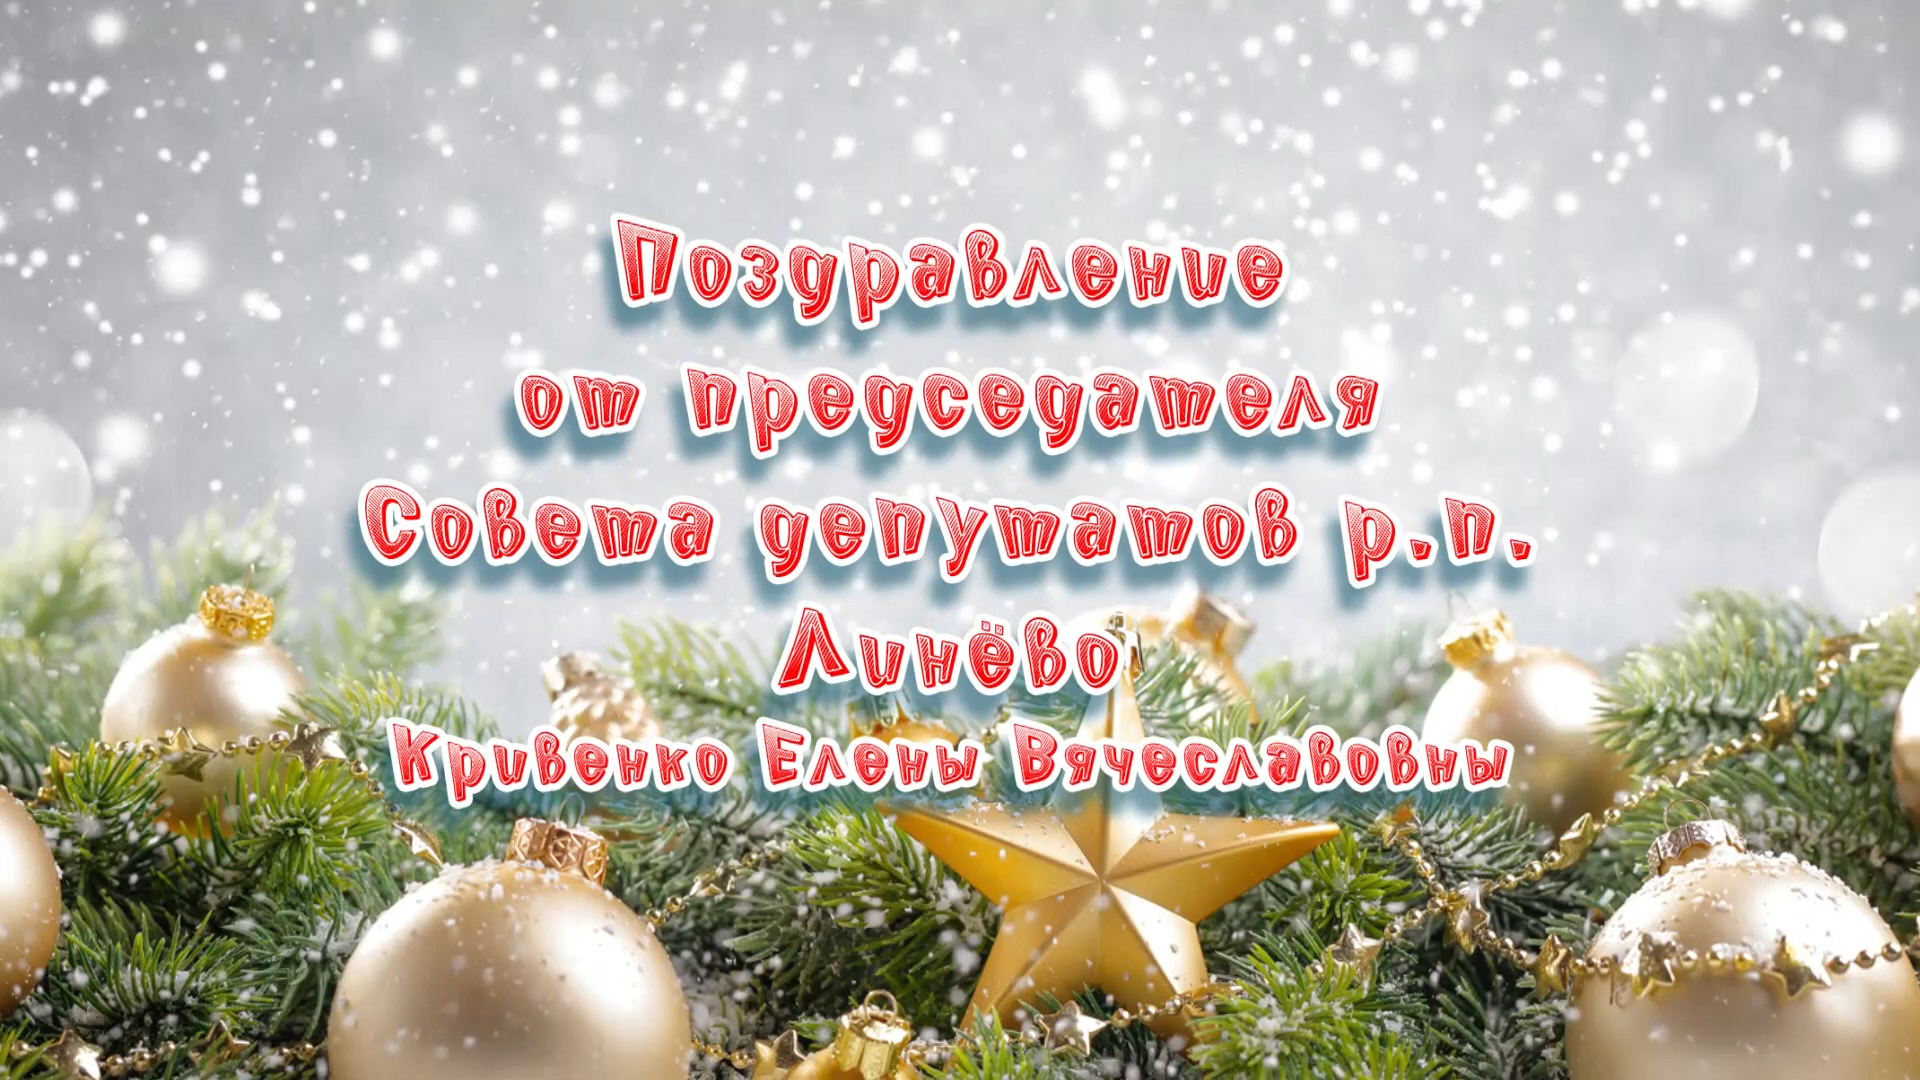 Поздравление
от председателя
Совета депутатов р.п.
Линёво
Кривенко Елены Вячеславовны